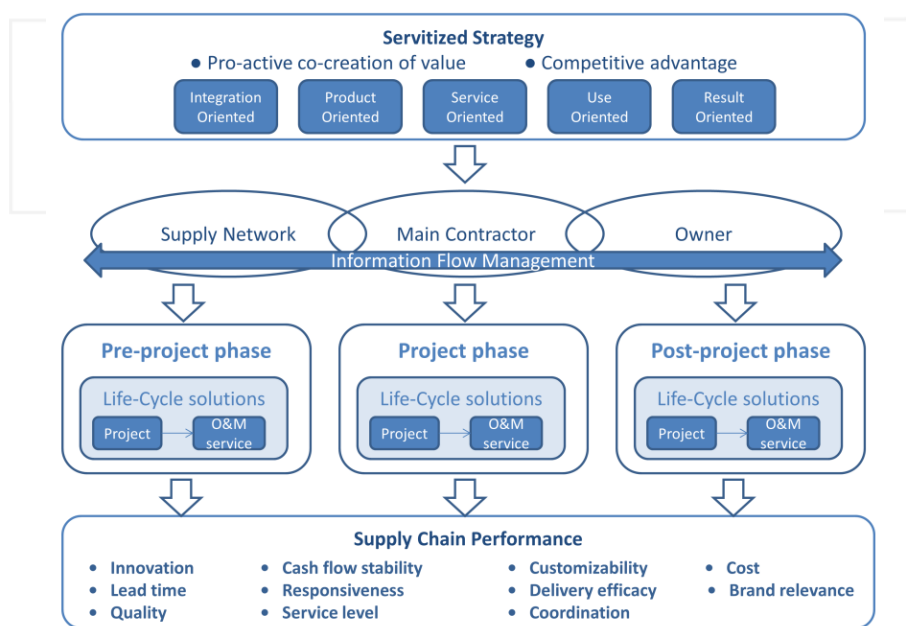 Servitized Strategy
● Pro-active co-creation of value ● Competitive advantage
Integration Oriented
Product Oriented
Service Oriented
Use Oriented
Result Oriented
Supply Network
Main Contractor
Owner
Information Flow Management
Pre-project phase
Life-Cycle solutions
Project
O&M service
Project phase
Life-Cycle solutions
Project
O&M service
Post-project phase
Life-Cycle solutions
Project
O&M service
Supply Chain Performance
• Innovation
• Lead time
• Quality
• Cash flow stability
• Responsiveness
• Service level
• Customizability
• Delivery efficacy
• Coordination
• Cost
• Brand relevance